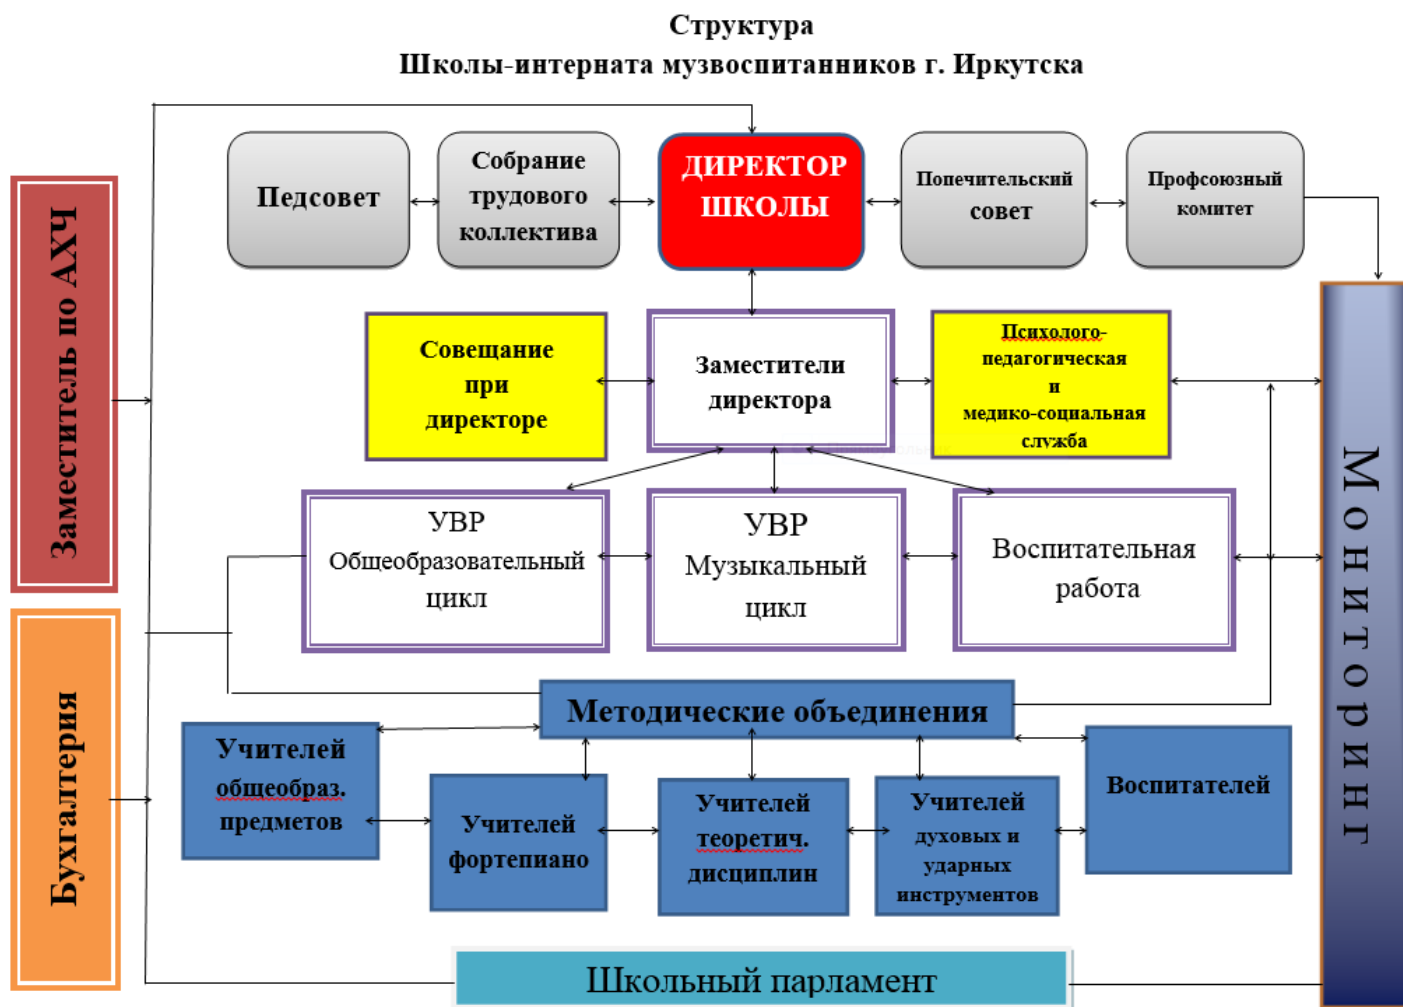 Структура
Школы-интерната музвоспитанников г. Иркутска
Педсовет
Собрание
трудового
коллектива
ДИРЕКТОР
ШКОЛЫ
Попечительский
совет
Профсоюзный
комитет
Заместитель по АХЧ
Совещание
при
директоре
Заместители
директора
Психолого-
педагогическая
и
медико-социальная
служба
УВР
Общеобразовательный
цикл
УВР
Музыкальный
цикл
Воспитательная
работа
Мониторинг
Бухгалтерия
Методические объединения
Учителей
общеобраз.
предметов
Учителей
фортепиано
Учителей
теоретич.
дисциплин
Учителей
духовых и
ударных
инструментов
Воспитателей
Школьный парламент